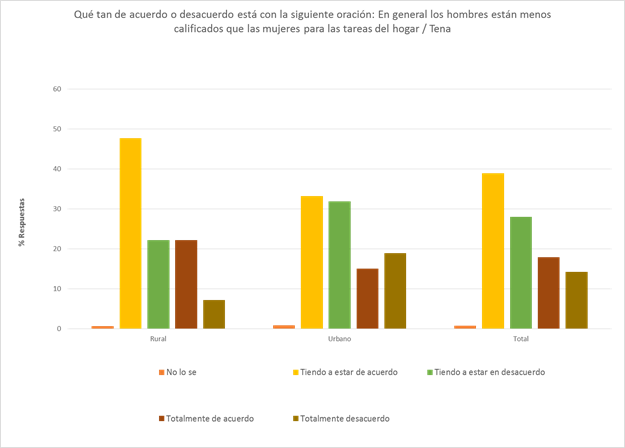 Qué tan de acuerdo o desacuerdo está con la siguiente oración: En general los hombres están menos
calificados que las mujeres para las tareas del hogar / Tena
60
50
40
30
20
10
0
% Respuestas
Rural
Urbano
Total
No lo se
Tiendo a estar de acuerdo
Tiendo a estar en desacuerdo
Totalmente de acuerdo
Totalmente desacuerdo